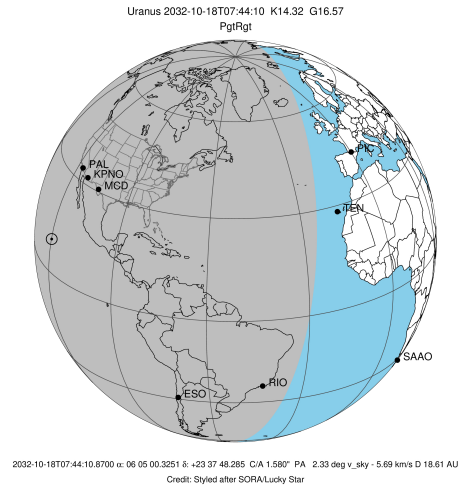 Uranus 2032-10-18T07:44:10 K14.32 G16.57
PgtRgt
PIC
PAL
KPNO
MCD
TEN
SAAO
RIO
ESO
2032-10-18T07:44:10.8700 α: 06 05 00.3251 δ: +23 37 48.285 C/A 1.580" PA 2.33 deg v_sky - 5.69 km/s D 18.61 AU
Credit: Styled after SORA/Lucky Star